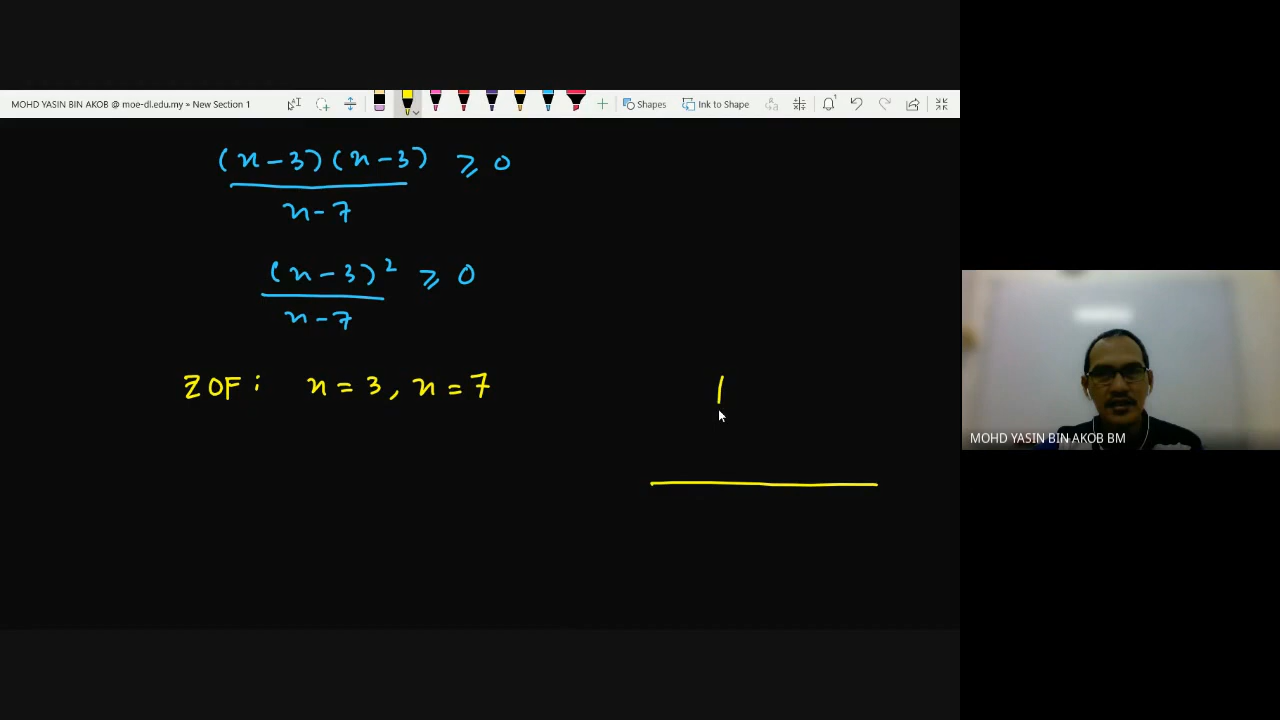 MOHD YASIN BIN AKOB @ moe-dl.edu.my » New Section 1
Shapes
Ink to Shape
(x-3)(x-3) ⩾ 0
x-7
(x-3)² ⩾ 0
x-7
ZOF : x = 3, x = 7
MOHD YASIN BIN AKOB BM